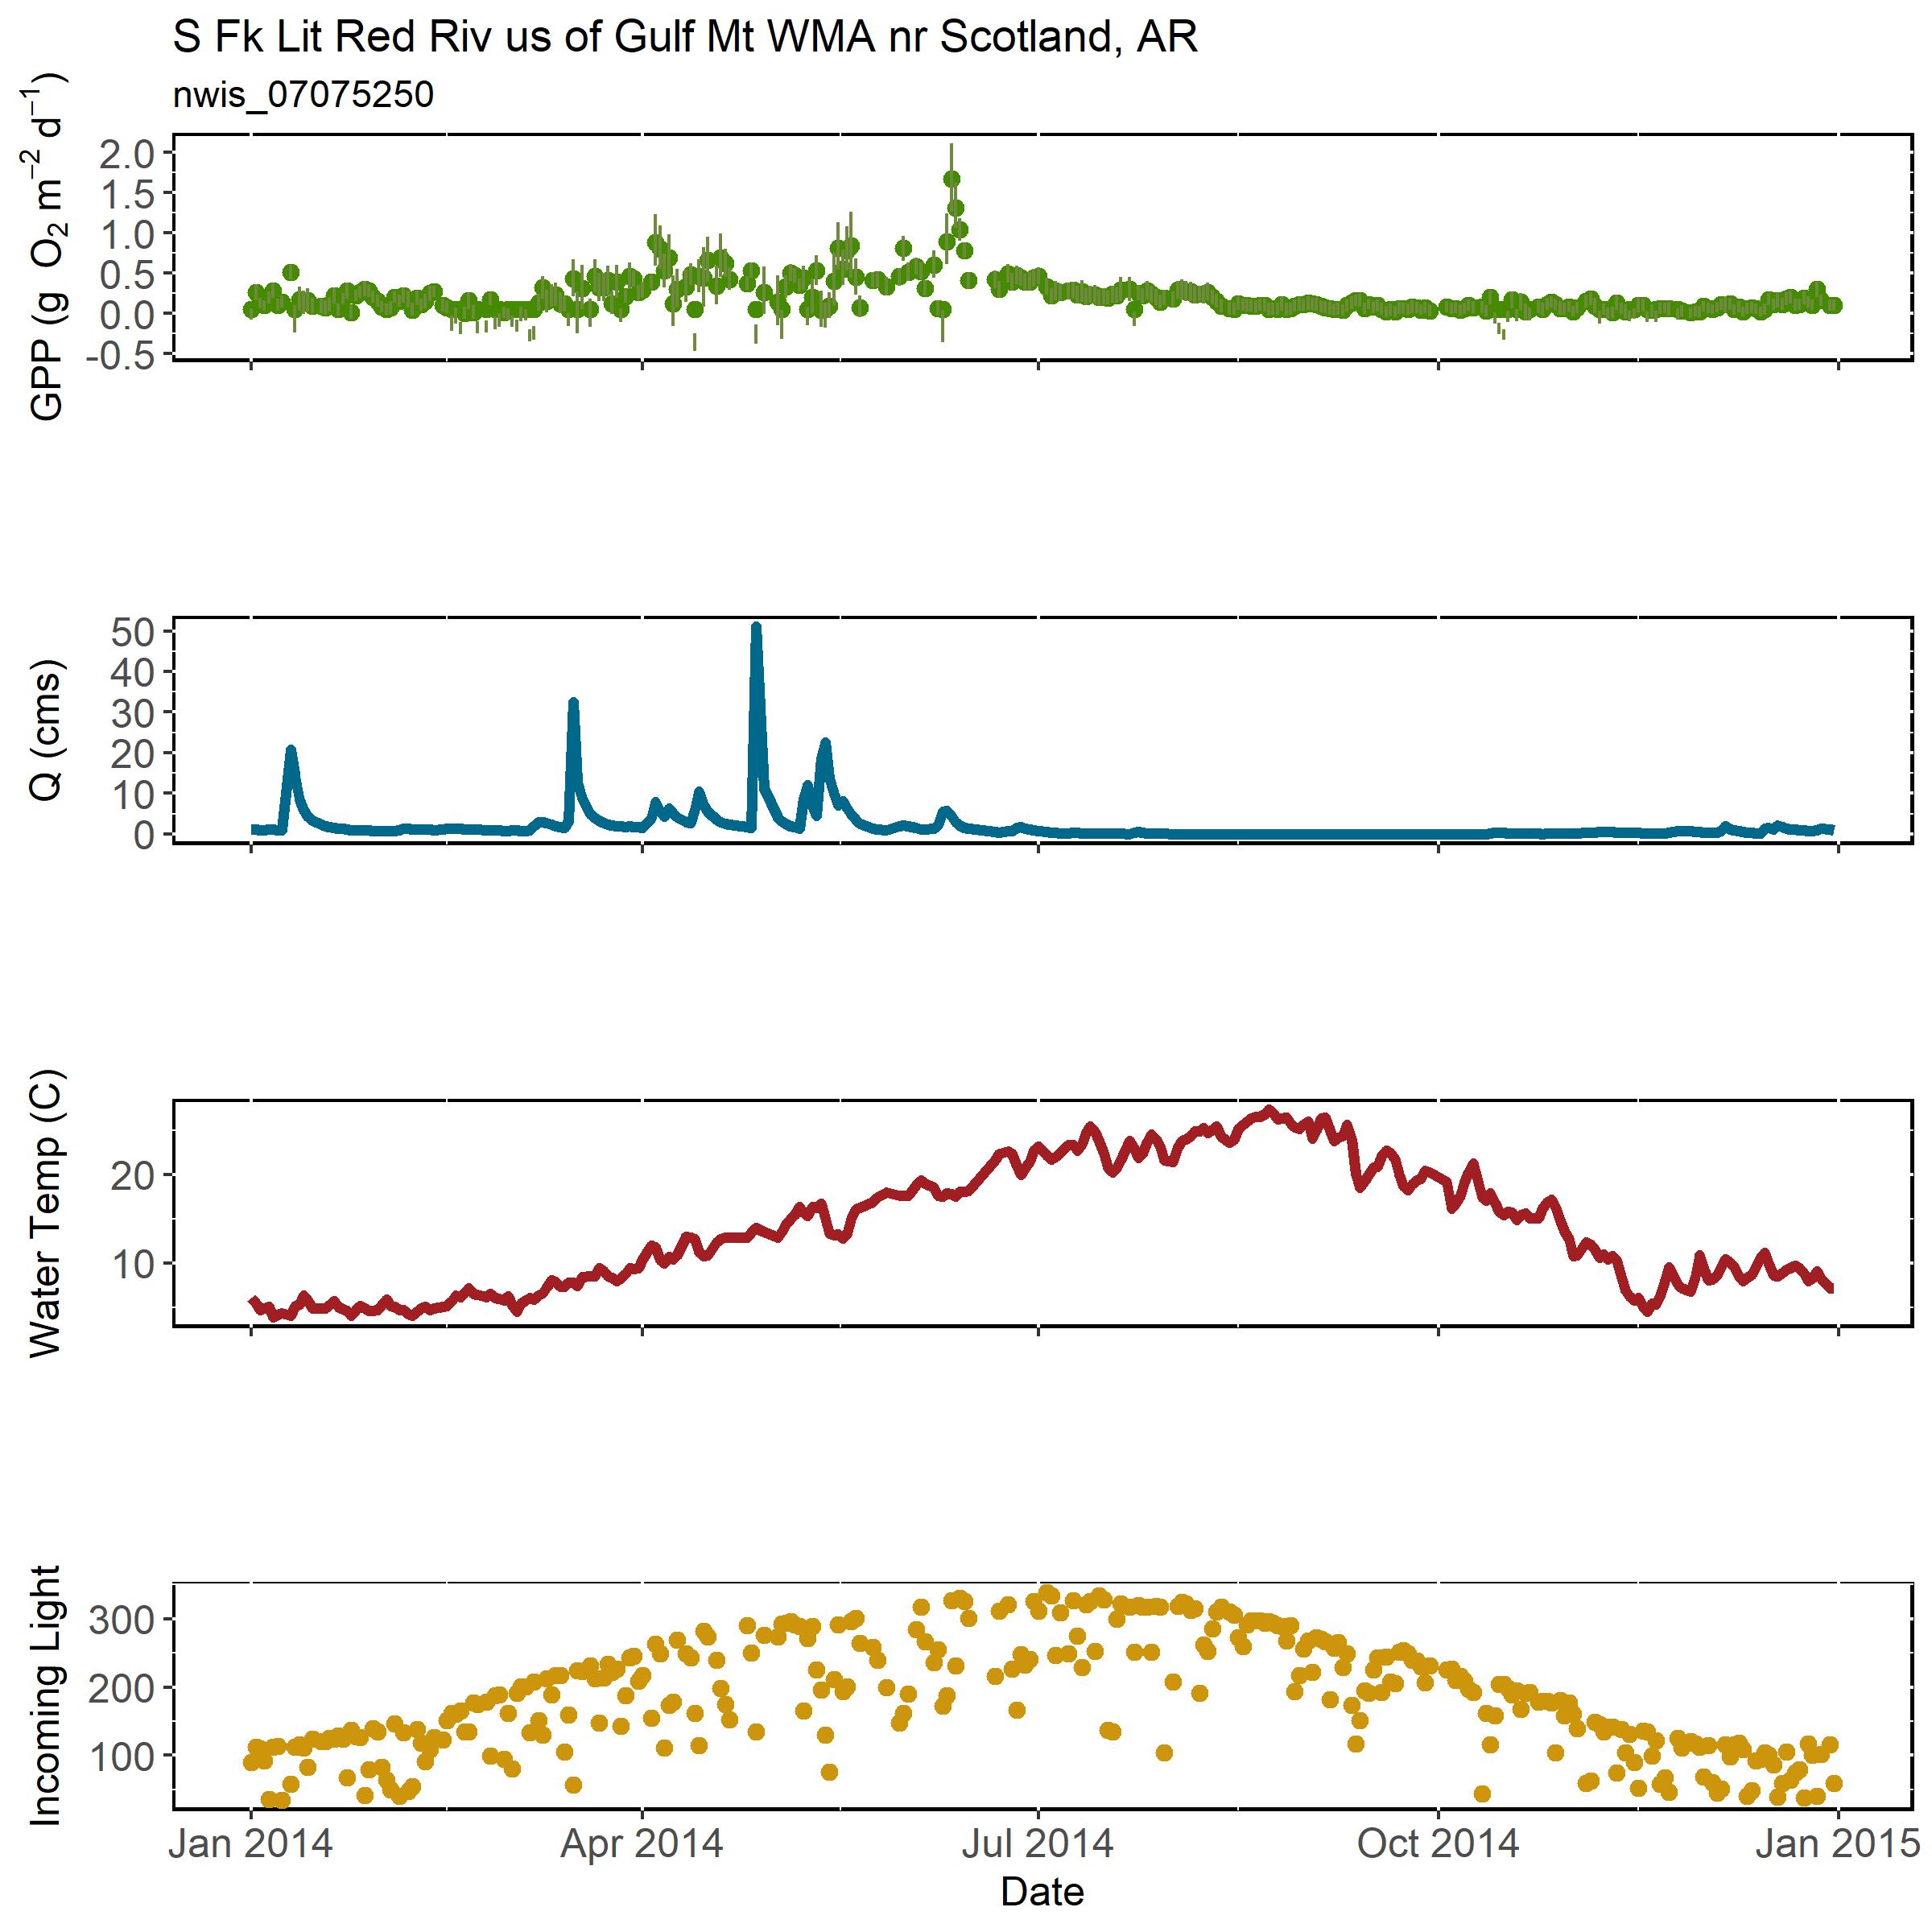 S Fk Lit Red Riv us of Gulf Mt WMA nr Scotland, AR
nwis_07075250
GPP (g O₂ m⁻² d⁻¹)
2.0
1.5
1.0
0.5
0.0
-0.5
Q (cms)
50
40
30
20
10
0
Water Temp (C)
20
10
Incoming Light
300
200
100
Jan 2014 Apr 2014 Jul 2014 Oct 2014 Jan 2015
Date